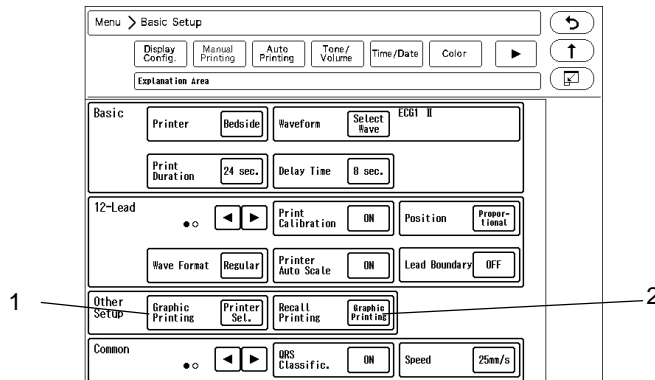 Menu > Basic Setup
Display Config.
Manual Printing
Auto Printing
Tone/ Volume
Time/Date
Color
Explanation Area
Basic
Printer
Bedside
Waveform
Select Wave
ECG1 Ⅱ
Print Duration
24 sec.
Delay Time
8 sec.
12-Lead
Print Calibration
ON
Position
Propor- tional
Wave Format
Regular
Printer Auto Scale
ON
Lead Boundary
OFF
1
2
Other Setup
Graphic Printing
Printer Sel.
Recall Printing
Graphic Printing
Common
QRS Classific.
ON
Speed
25mm/s